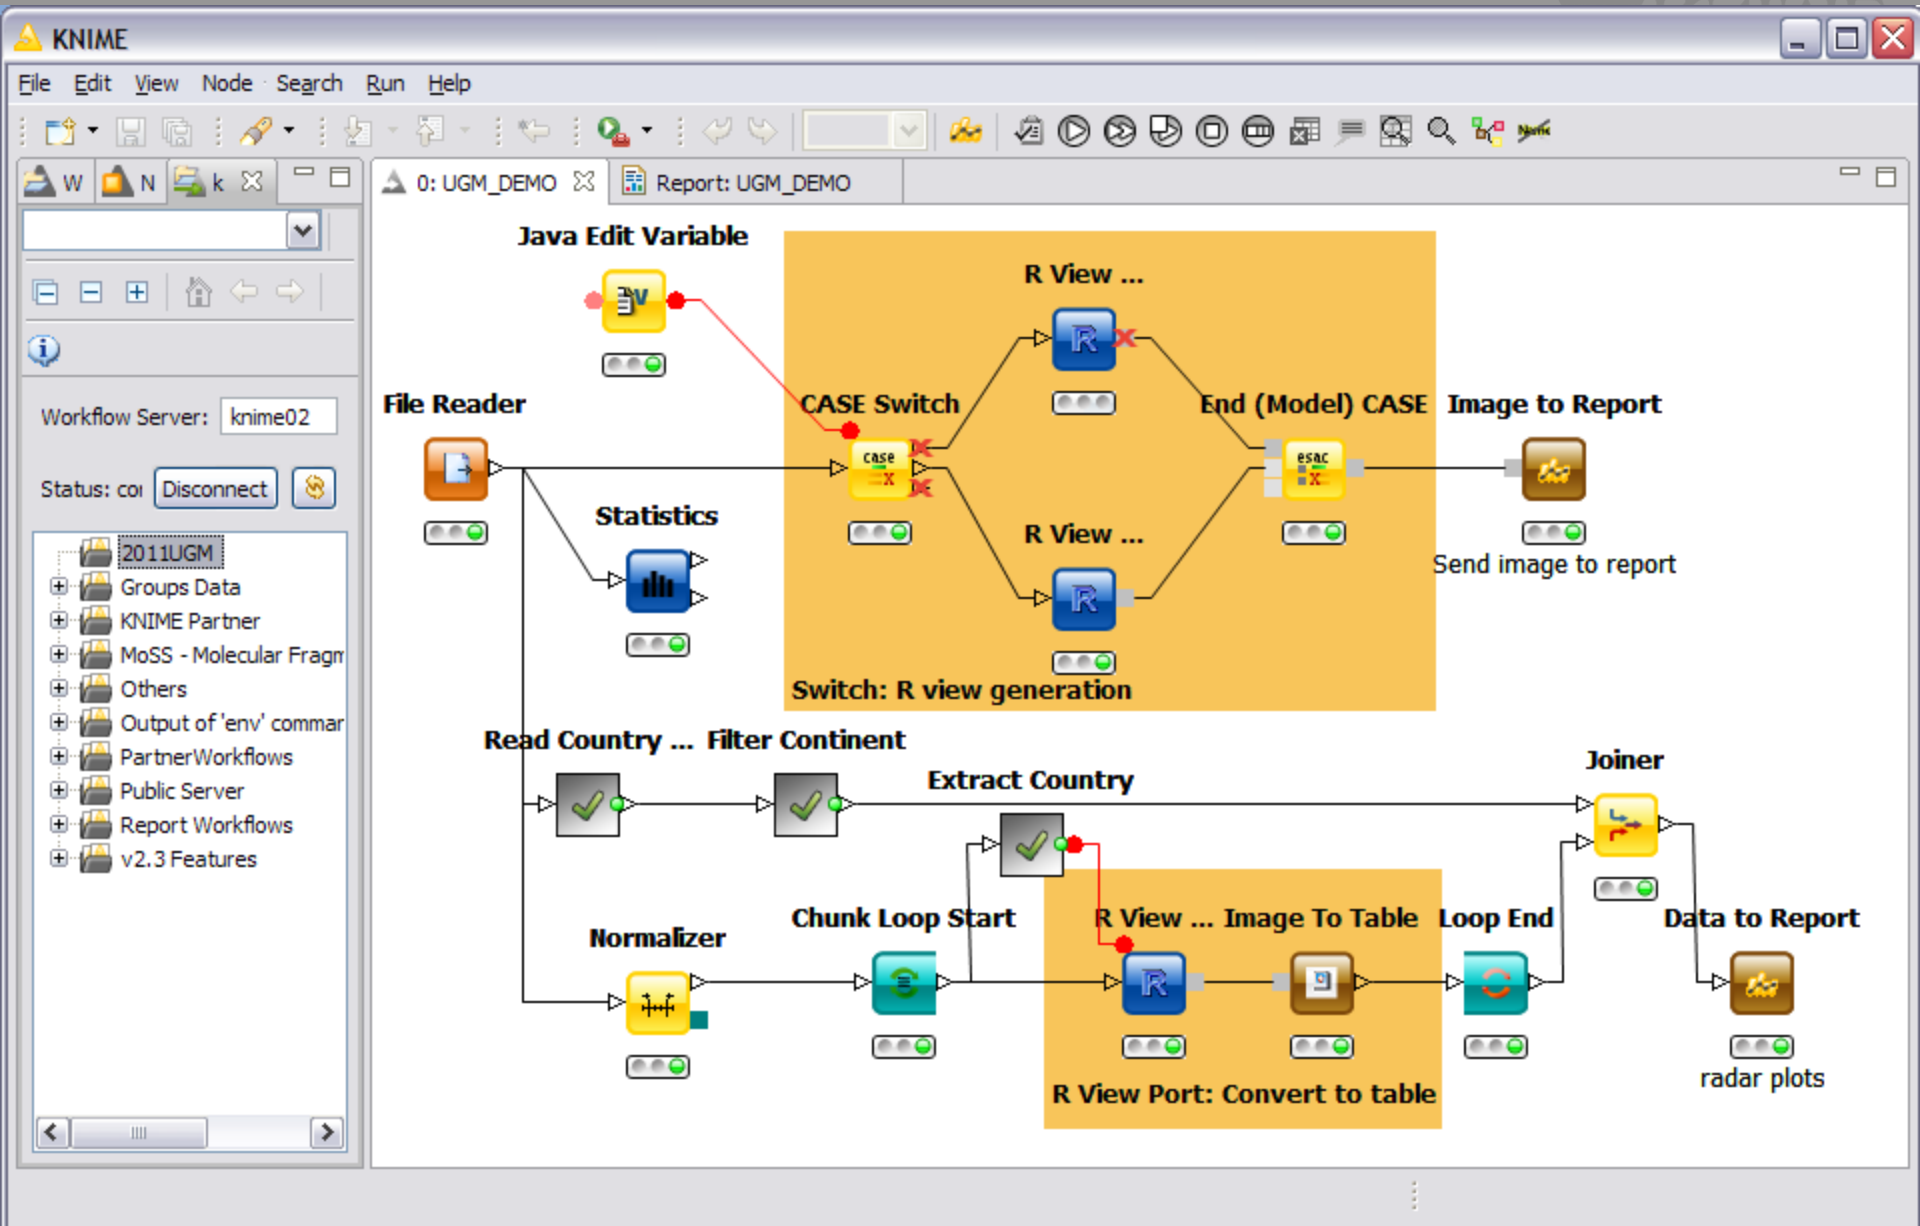 KNIME
File Edit View Node Search Run Help
W N k
0: UGM_DEMO Report: UGM_DEMO
Workflow Server: knime02
Status: coi Disconnect
2011UGM
Groups Data
KNIME Partner
MoSS - Molecular Fragm
Others
Output of 'env' commar
PartnerWorkflows
Public Server
Report Workflows
v2.3 Features
Java Edit Variable
V
R View ...
R
File Reader
CASE Switch
case
x
End (Model) CASE
esac
x
Image to Report
Send image to report
Statistics
R View ...
R
Switch: R view generation
Read Country ... Filter Continent
Extract Country
Joiner
Normalizer
Chunk Loop Start
R View ... Image To Table
R
Loop End
Data to Report
R View Port: Convert to table
radar plots